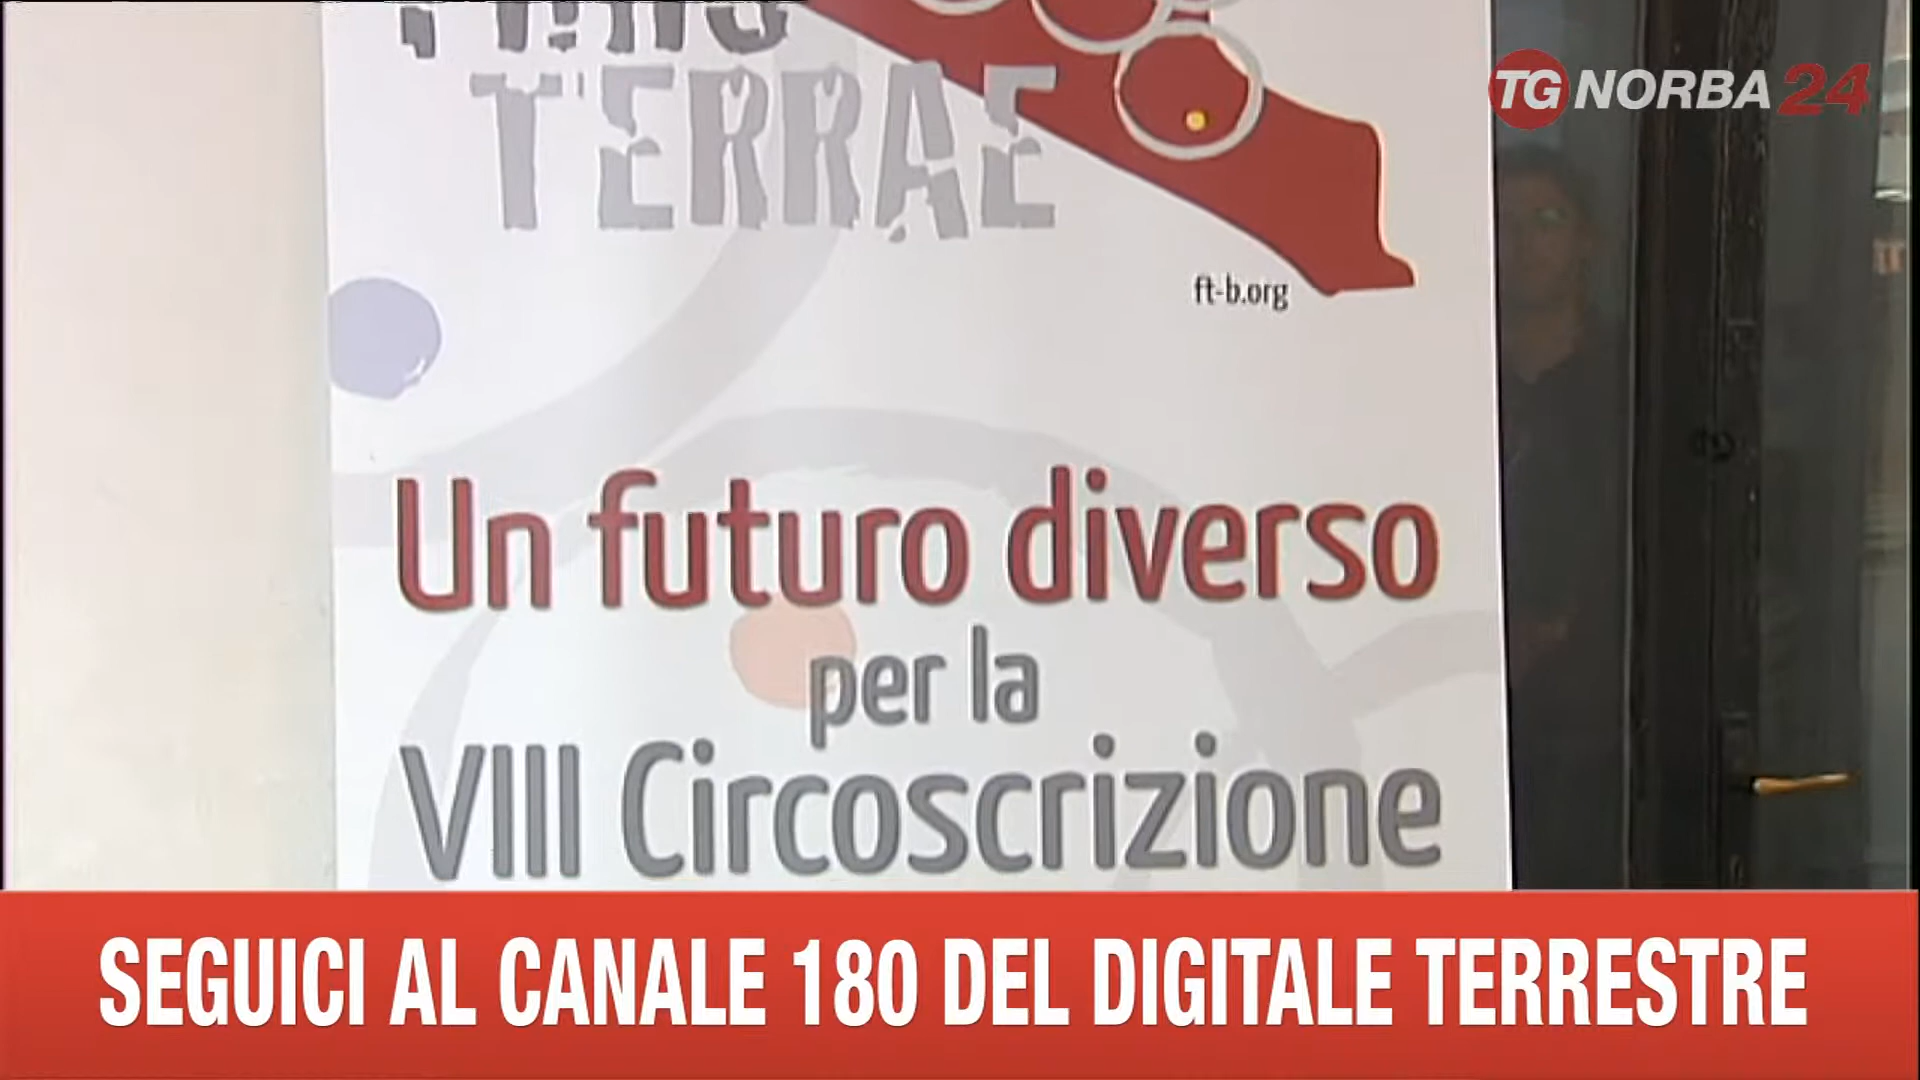 TERRAE
TG NORBA 24
ft-b.org
Un futuro diverso
per la
VIII Circoscrizione
SEGUICI AL CANALE 180 DEL DIGITALE TERRESTRE